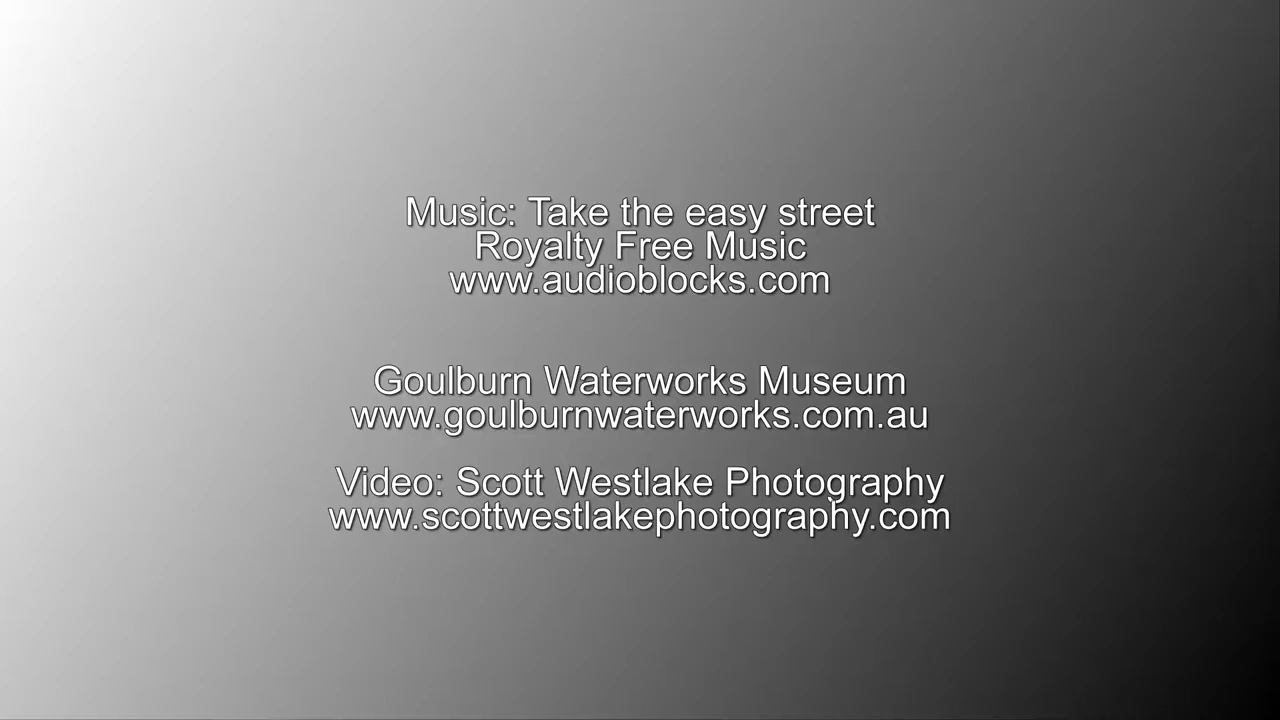 Music: Take the easy street
Royalty Free Music
www.audioblocks.com
Goulburn Waterworks Museum
www.goulburnwaterworks.com.au
Video: Scott Westlake Photography
www.scottwestlakephotography.com